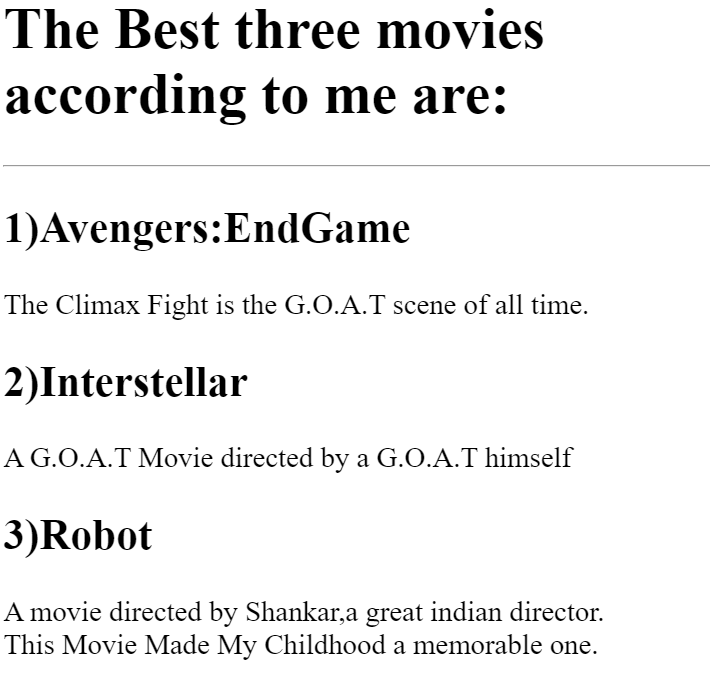 The Best three movies
according to me are:
1)Avengers:EndGame
The Climax Fight is the G.O.A.T scene of all time.
2)Interstellar
A G.O.A.T Movie directed by a G.O.A.T himself
3)Robot
A movie directed by Shankar,a great indian director.
This Movie Made My Childhood a memorable one.